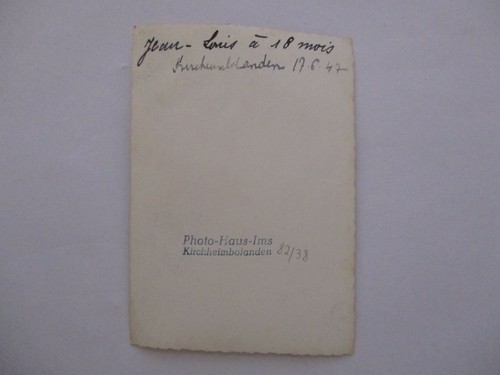 Jean-Louis à 18 mois
Kirchheimbolanden 17.6.47
Photo-Haus-Ims
Kirchheimbolanden 82/38